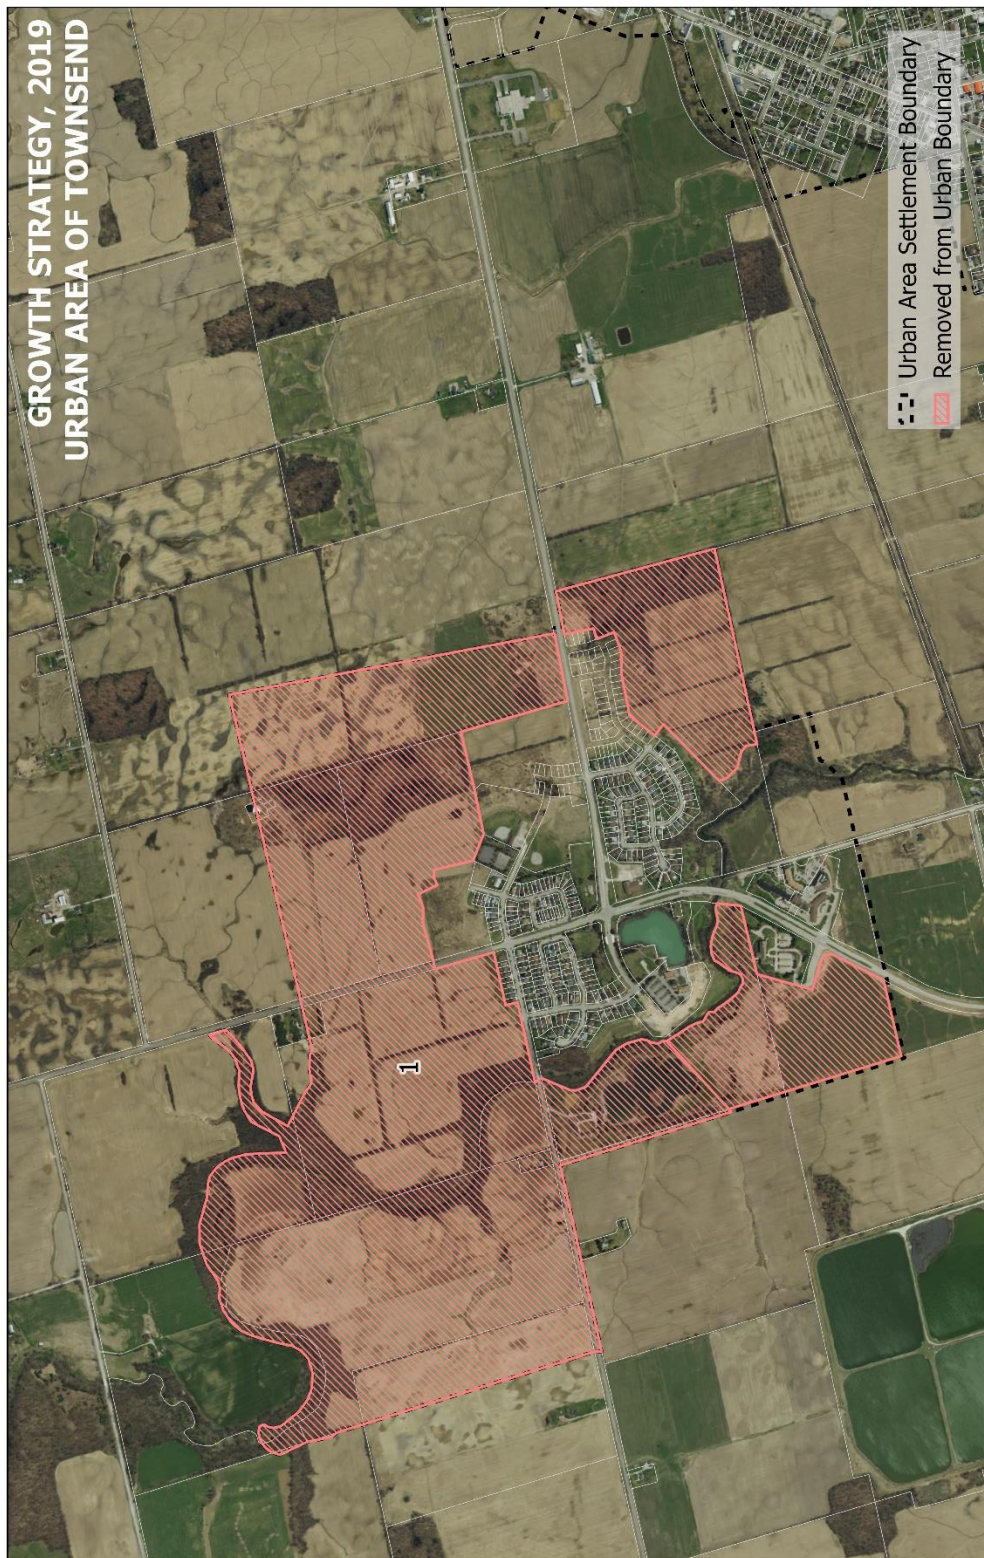 GROWTH STRATEGY, 2019
URBAN AREA OF TOWNSEND
1
Urban Area Settlement Boundary
Removed from Urban Boundary